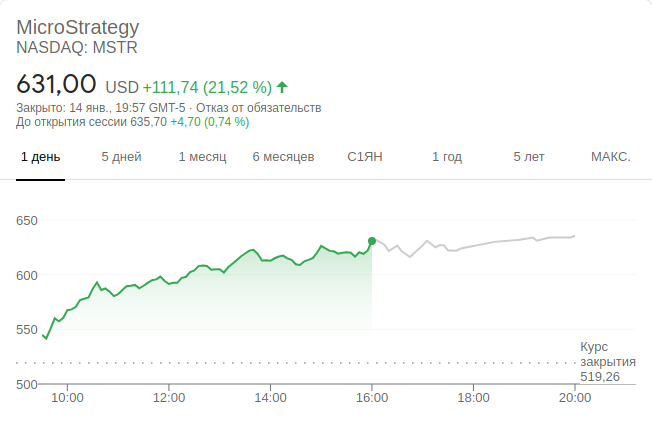 MicroStrategy
NASDAQ: MSTR
631,00 USD +111,74 (21,52 %)
Закрыто: 14 янв., 19:57 GMT-5 · Отказ от обязательств
До открытия сессии 635,70 +4,70 (0,74 %)
1 день 5 дней 1 месяц 6 месяцев С1ЯН 1 год 5 лет МАКС.
650
600
550
Курс
закрытия
519,26
500
10:00 12:00 14:00 16:00 18:00 20:00